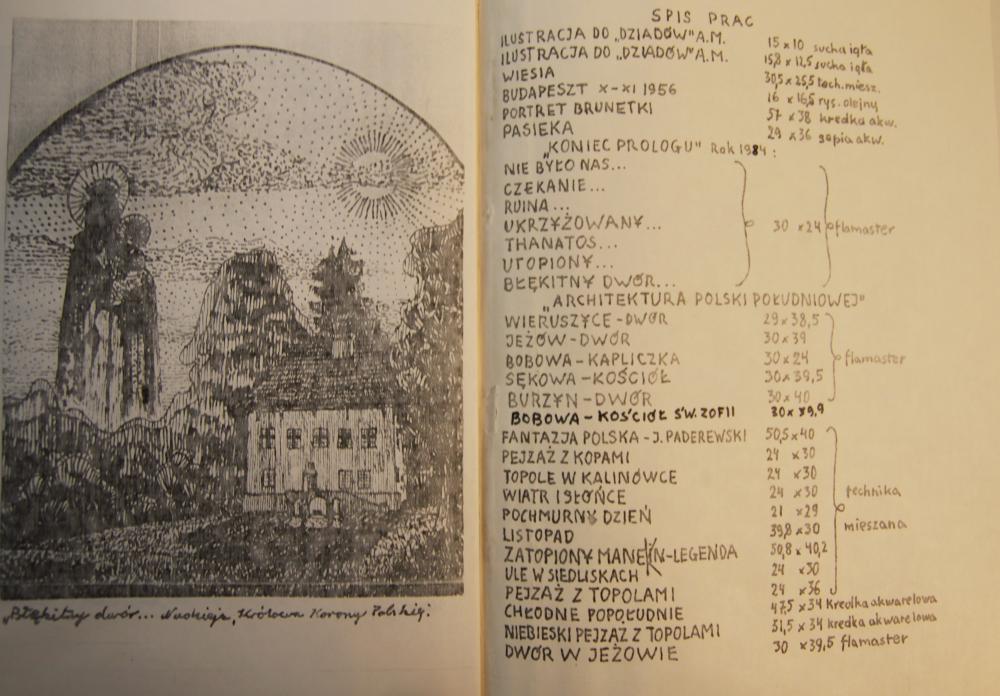 „Błękitny dwór... Nadzieja, Królowa Korony Polskiej."
SPIS PRAC
ILUSTRACJA DO „DZIADÓW" A.M. 15 x 10 sucha igła
ILUSTRACJA DO „DZIADÓW" A.M. 15,8 x 12,5 sucha igła
WIESIA 30,5 x 25,5 tech. miesz.
BUDAPESZT X-XI 1956 16 x 16,5 rys. olejny
PORTRET BRUNETKI 57 x 38 kredka akw.
PASIEKA 29 x 36 sepia akw.
„KONIEC PROLOGU" Rok 1984:
NIE BYŁO NAS...
CZEKANIE...
RUINA...
UKRZYŻOWANY... 30 x 24 flamaster
THANATOS...
UTOPIONY...
BŁĘKITNY DWÓR...
„ARCHITEKTURA POLSKI POŁUDNIOWEJ"
WIERUSZYCE - DWÓR 29 x 38,5
JEŻÓW - DWÓR 30 x 39
BOBOWA - KAPLICZKA 30 x 24 flamaster
SĘKOWA - KOŚCIÓŁ 30 x 39,5
BURZYN - DWÓR 30 x 40
BOBOWA - KOŚCIÓŁ ŚW. ZOFII 30 x 39,9
FANTAZJA POLSKA - J. PADEREWSKI 50,5 x 40
PEJZAŻ Z KOPAMI 24 x 30
TOPOLE W KALINÓWCE 24 x 30
WIATR I SŁOŃCE 24 x 30 technika
POCHMURNY DZIEŃ 21 x 29
LISTOPAD 39,8 x 30 mieszana
ZATOPIONY - LEGENDA 50,8 x 40,2
ULE W SIEDLISKACH 24 x 30
PEJZAŻ Z TOPOLAMI 24 x 36
CHŁODNE POPOŁUDNIE 47,5 x 34 kredka akwarelowa
NIEBIESKI PEJZAŻ Z TOPOLAMI 31,5 x 34 kredka akwarelowa
DWÓR W JEŻOWIE 30 x 39,5 flamaster